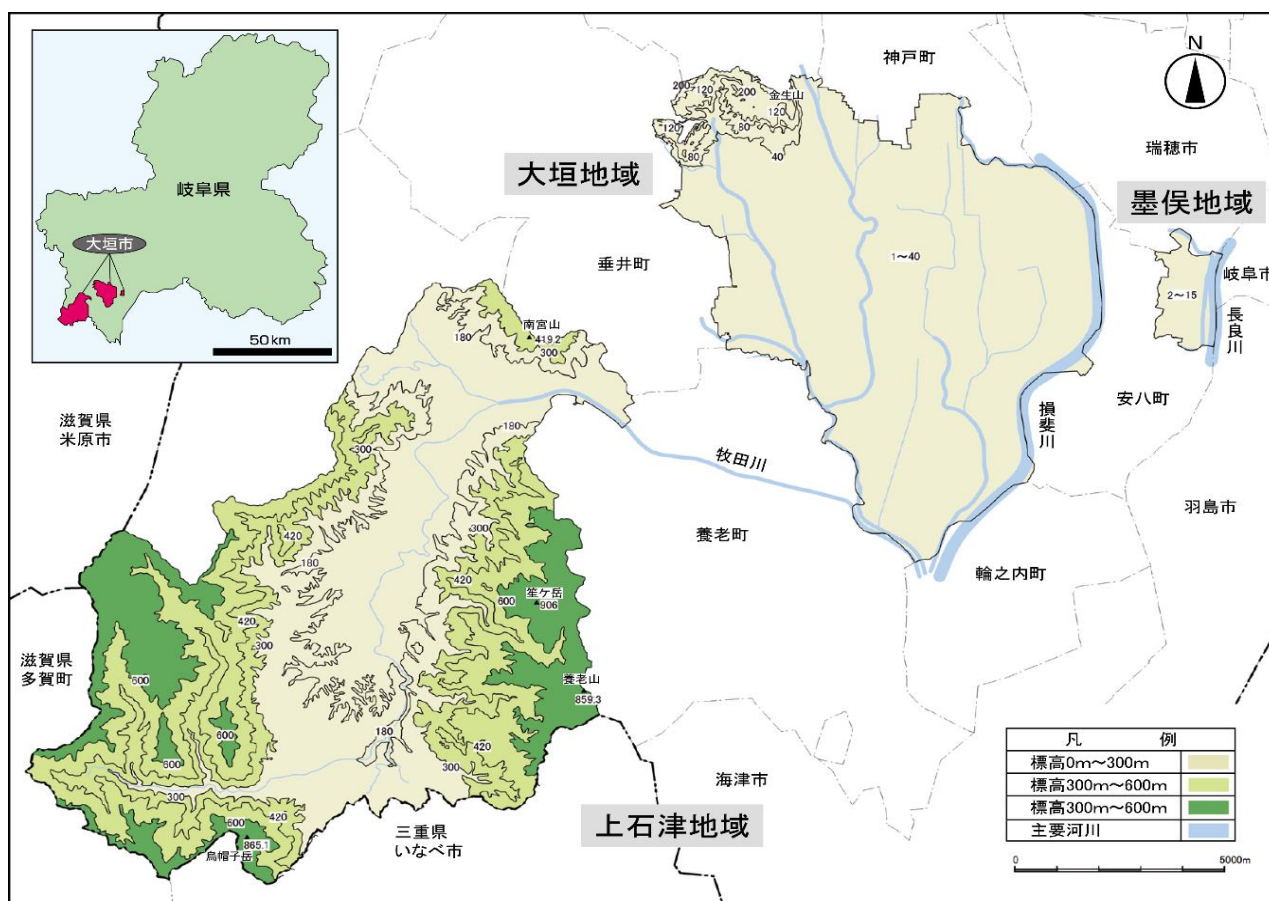 岐阜県
大垣市
50km
N
神戸町
瑞穂市
大垣地域
墨俣地域
金生山
200
120
200
120
120
80
80
40
1～40
2～15
岐阜市
長良川
垂井町
安八町
損斐川
羽島市
輪之内町
牧田川
養老町
南宮山
419.2
180
300
180
滋賀県
米原市
300
420
180
300
420
笙ケ岳
600
906
420
300
滋賀県
多賀町
600
養老山
859.3
600
600
180
420
300
300
420
600
865.1
烏帽子岳
三重県
いなべ市
海津市
上石津地域
凡 例
標高0m～300m
標高300m～600m
標高300m～600m
主要河川
0 5000m